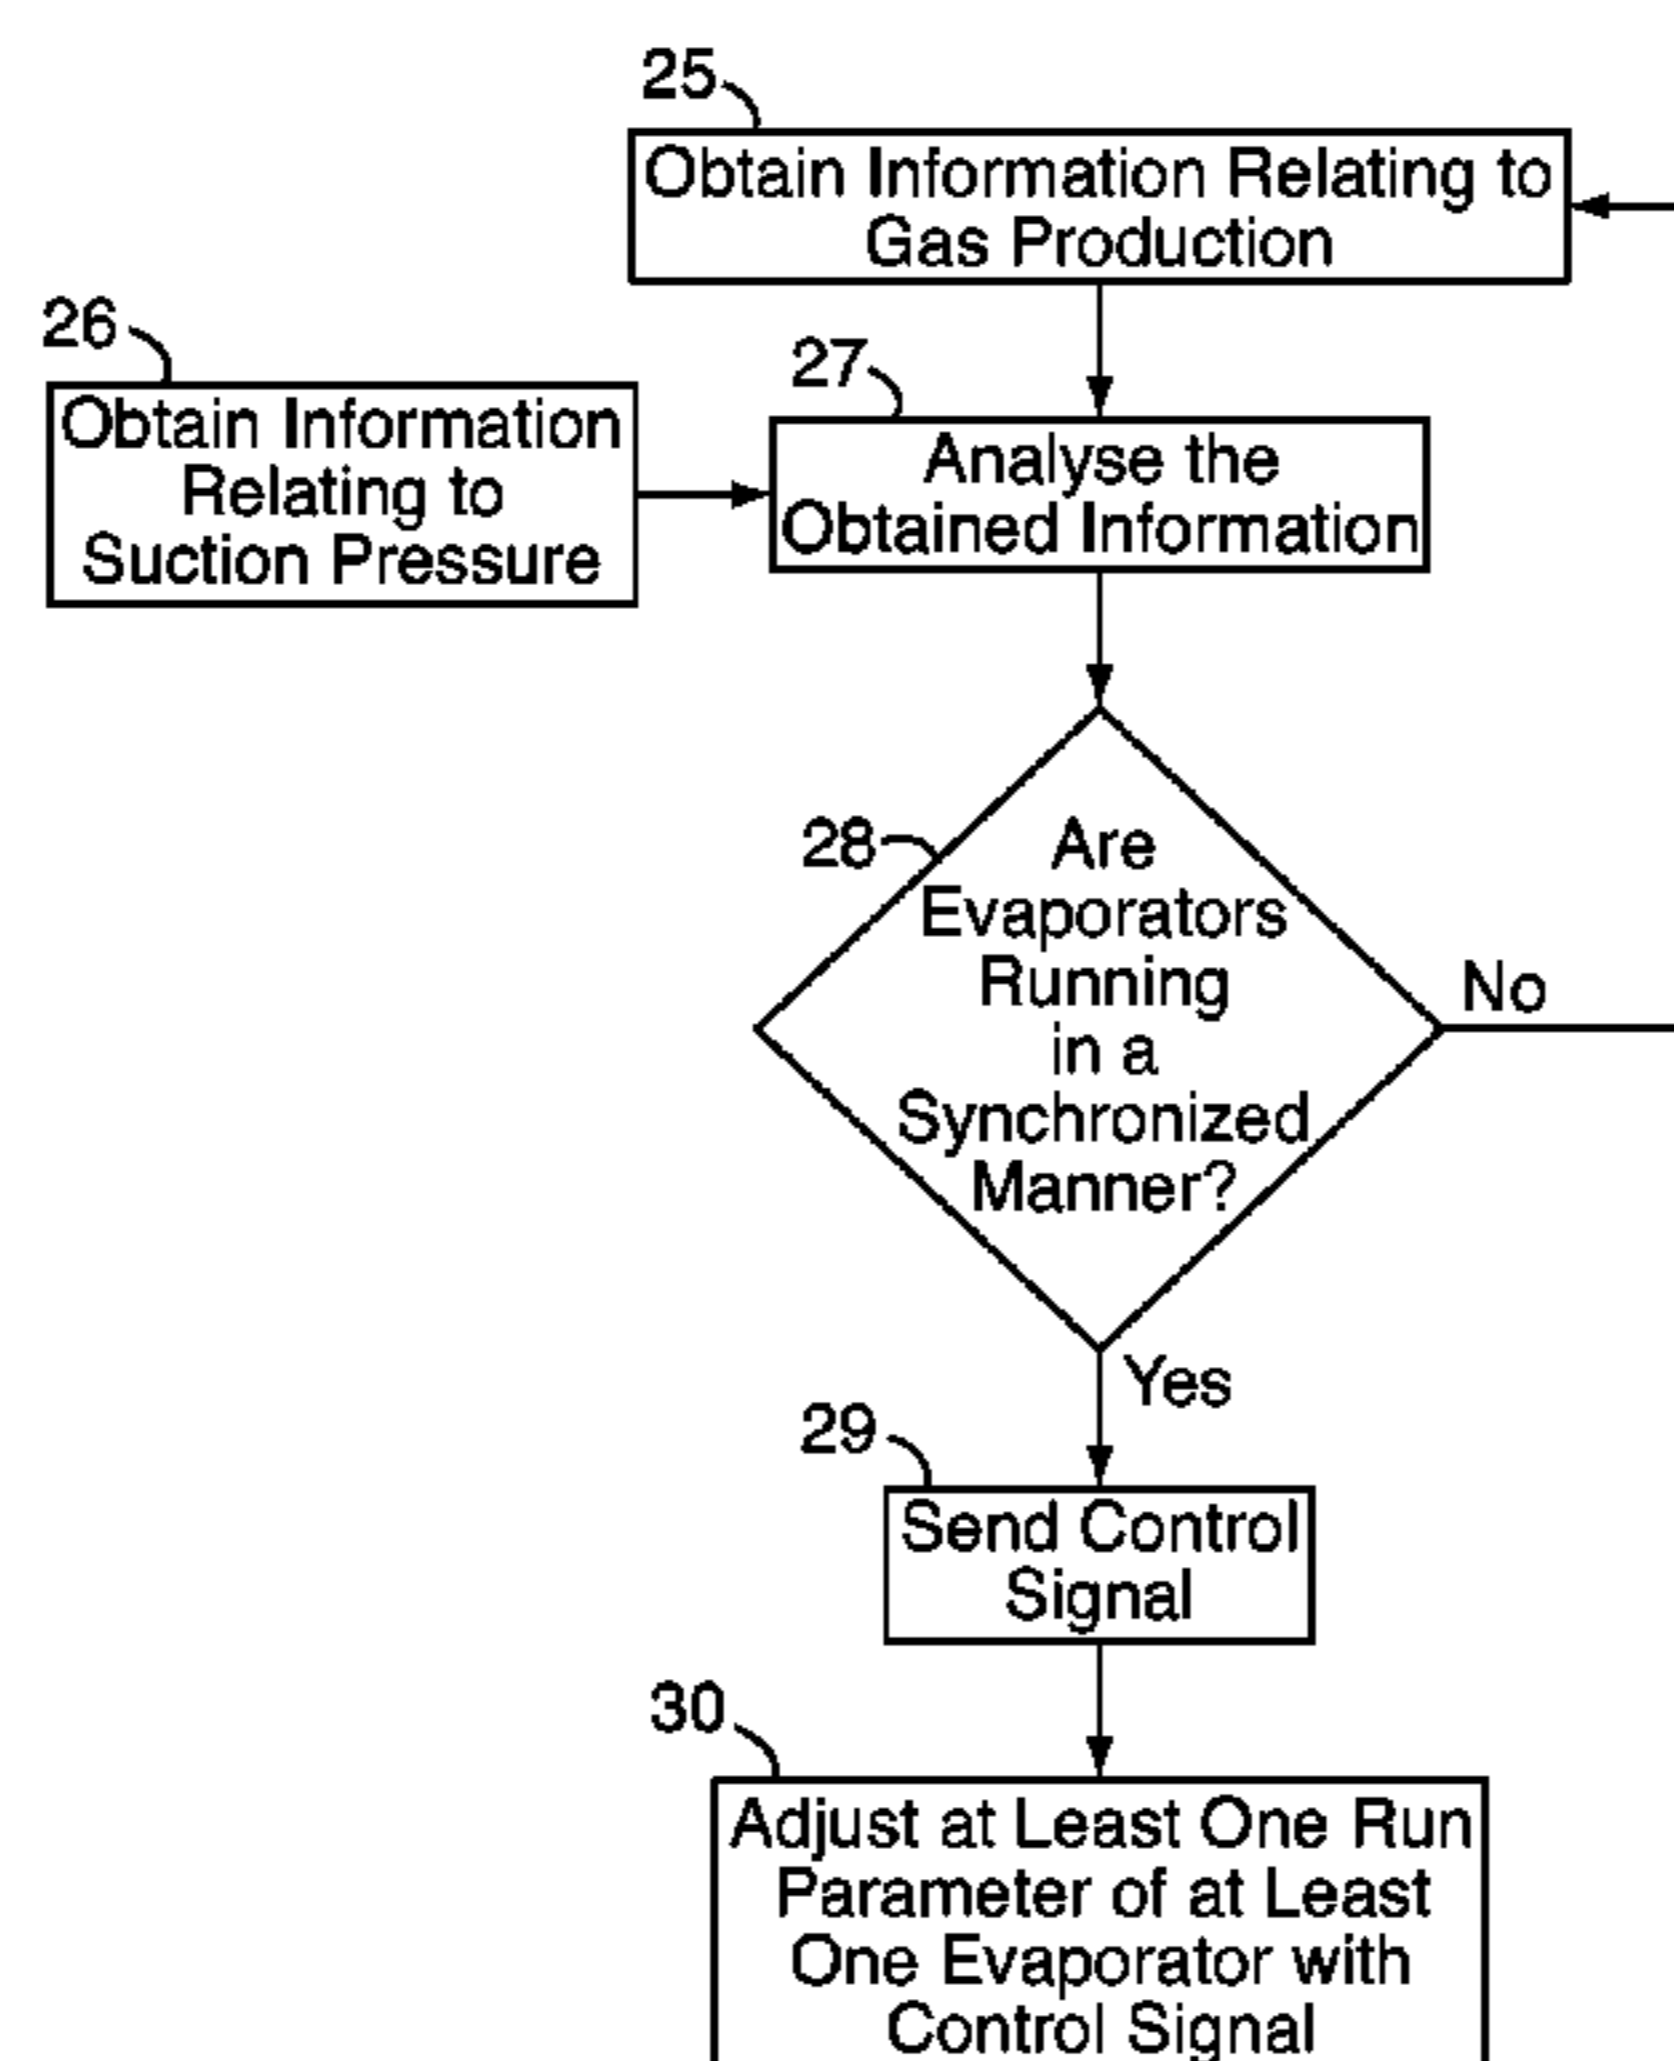 25
Obtain Information Relating to
Gas Production
26
Obtain Information
Relating to
Suction Pressure
27
Analyse the
Obtained Information
28
Are
Evaporators
Running
in a
Synchronized
Manner?
No
Yes
29
Send Control
Signal
30
Adjust at Least One Run
Parameter of at Least
One Evaporator with
Control Signal